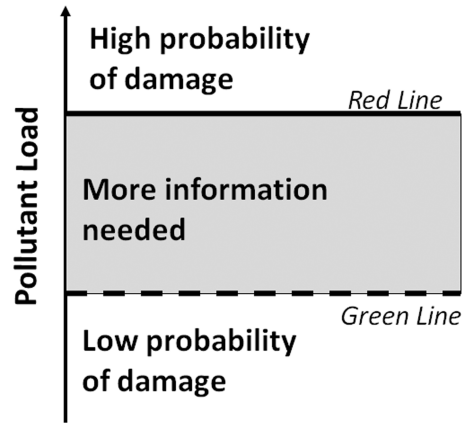 High probability
of damage
Red Line
Pollutant Load
More information
needed
Green Line
Low probability
of damage